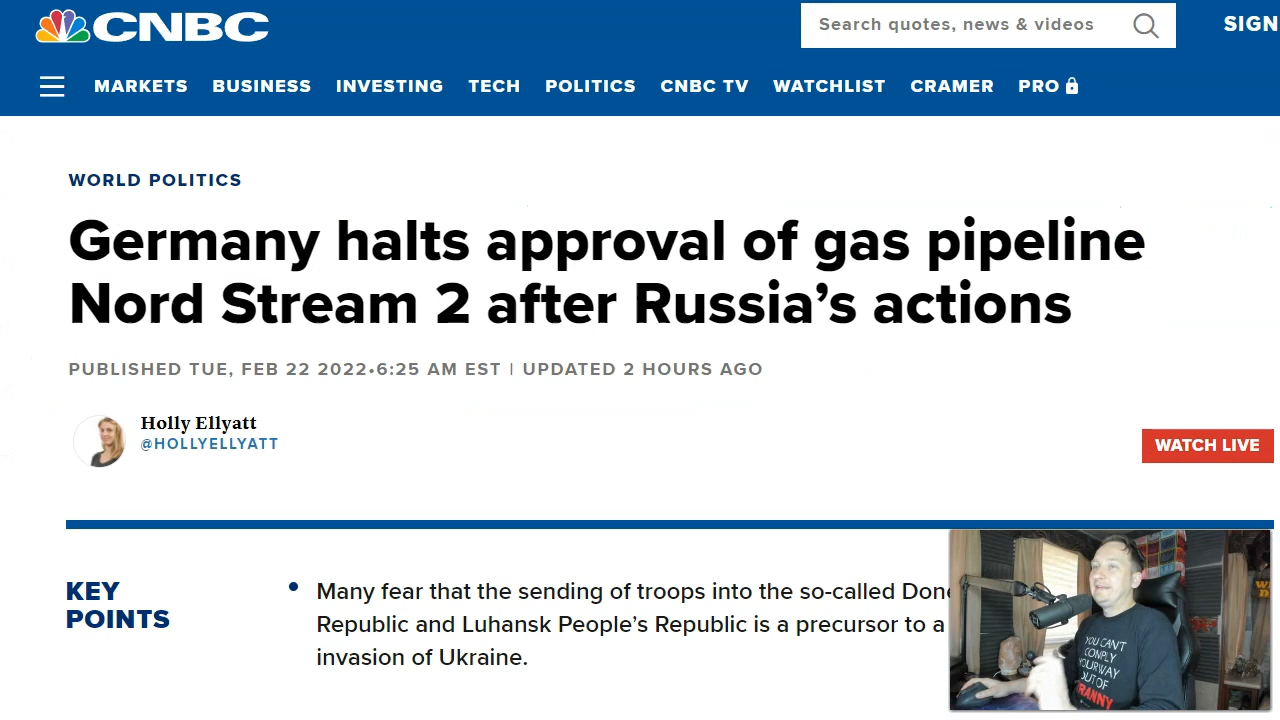 CNBC
Search quotes, news & videos
SIGN
MARKETS BUSINESS INVESTING TECH POLITICS CNBC TV WATCHLIST CRAMER PRO
WORLD POLITICS
Germany halts approval of gas pipeline
Nord Stream 2 after Russia’s actions
PUBLISHED TUE, FEB 22 2022•6:25 AM EST | UPDATED 2 HOURS AGO
Holly Ellyatt
@HOLLYELLYATT
WATCH LIVE
KEY
POINTS
• Many fear that the sending of troops into the so-called Done
Republic and Luhansk People’s Republic is a precursor to a
invasion of Ukraine.
YOU CAN'T
COMPLY
YOUR WAY
OUT OF